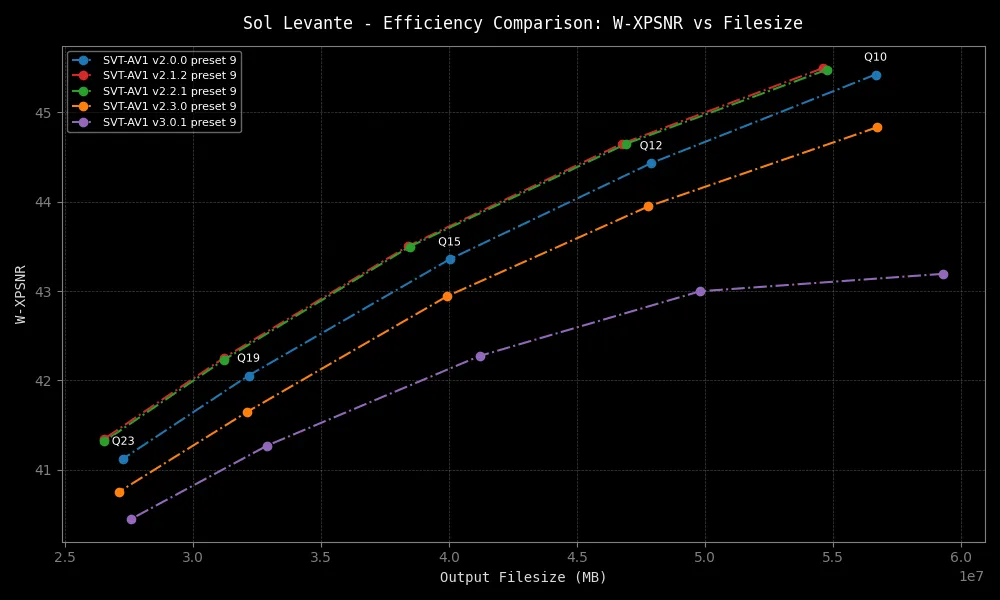 Sol Levante - Efficiency Comparison: W-XPSNR vs Filesize
SVT-AV1 v2.0.0 preset 9
SVT-AV1 v2.1.2 preset 9
SVT-AV1 v2.2.1 preset 9
SVT-AV1 v2.3.0 preset 9
SVT-AV1 v3.0.1 preset 9
Q10
Q12
Q15
Q19
Q23
W-XPSNR
45
44
43
42
41
2.5 3.0 3.5 4.0 4.5 5.0 5.5 6.0
1e7
Output Filesize (MB)